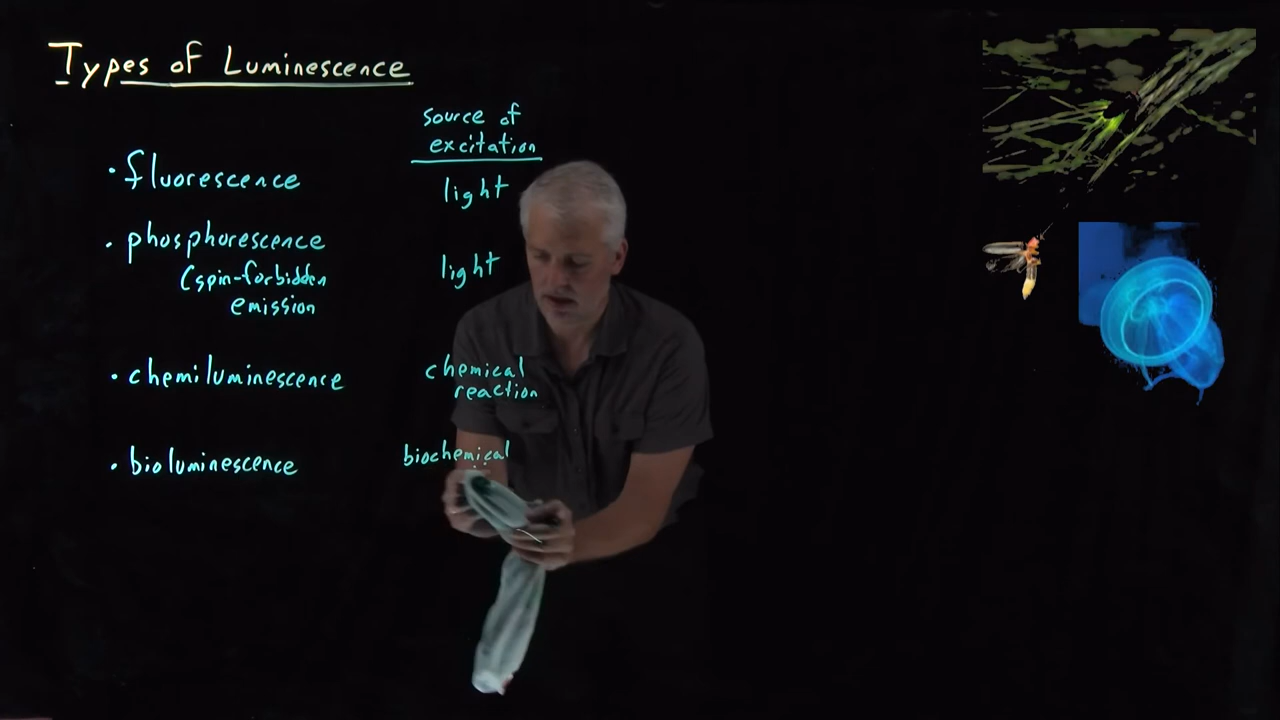 Types of Luminescence
source of
excitation
• fluorescence light
• phosphorescence
(spin-forbidden light
emission
• chemiluminescence chemical
reaction
• bioluminescence biochemical